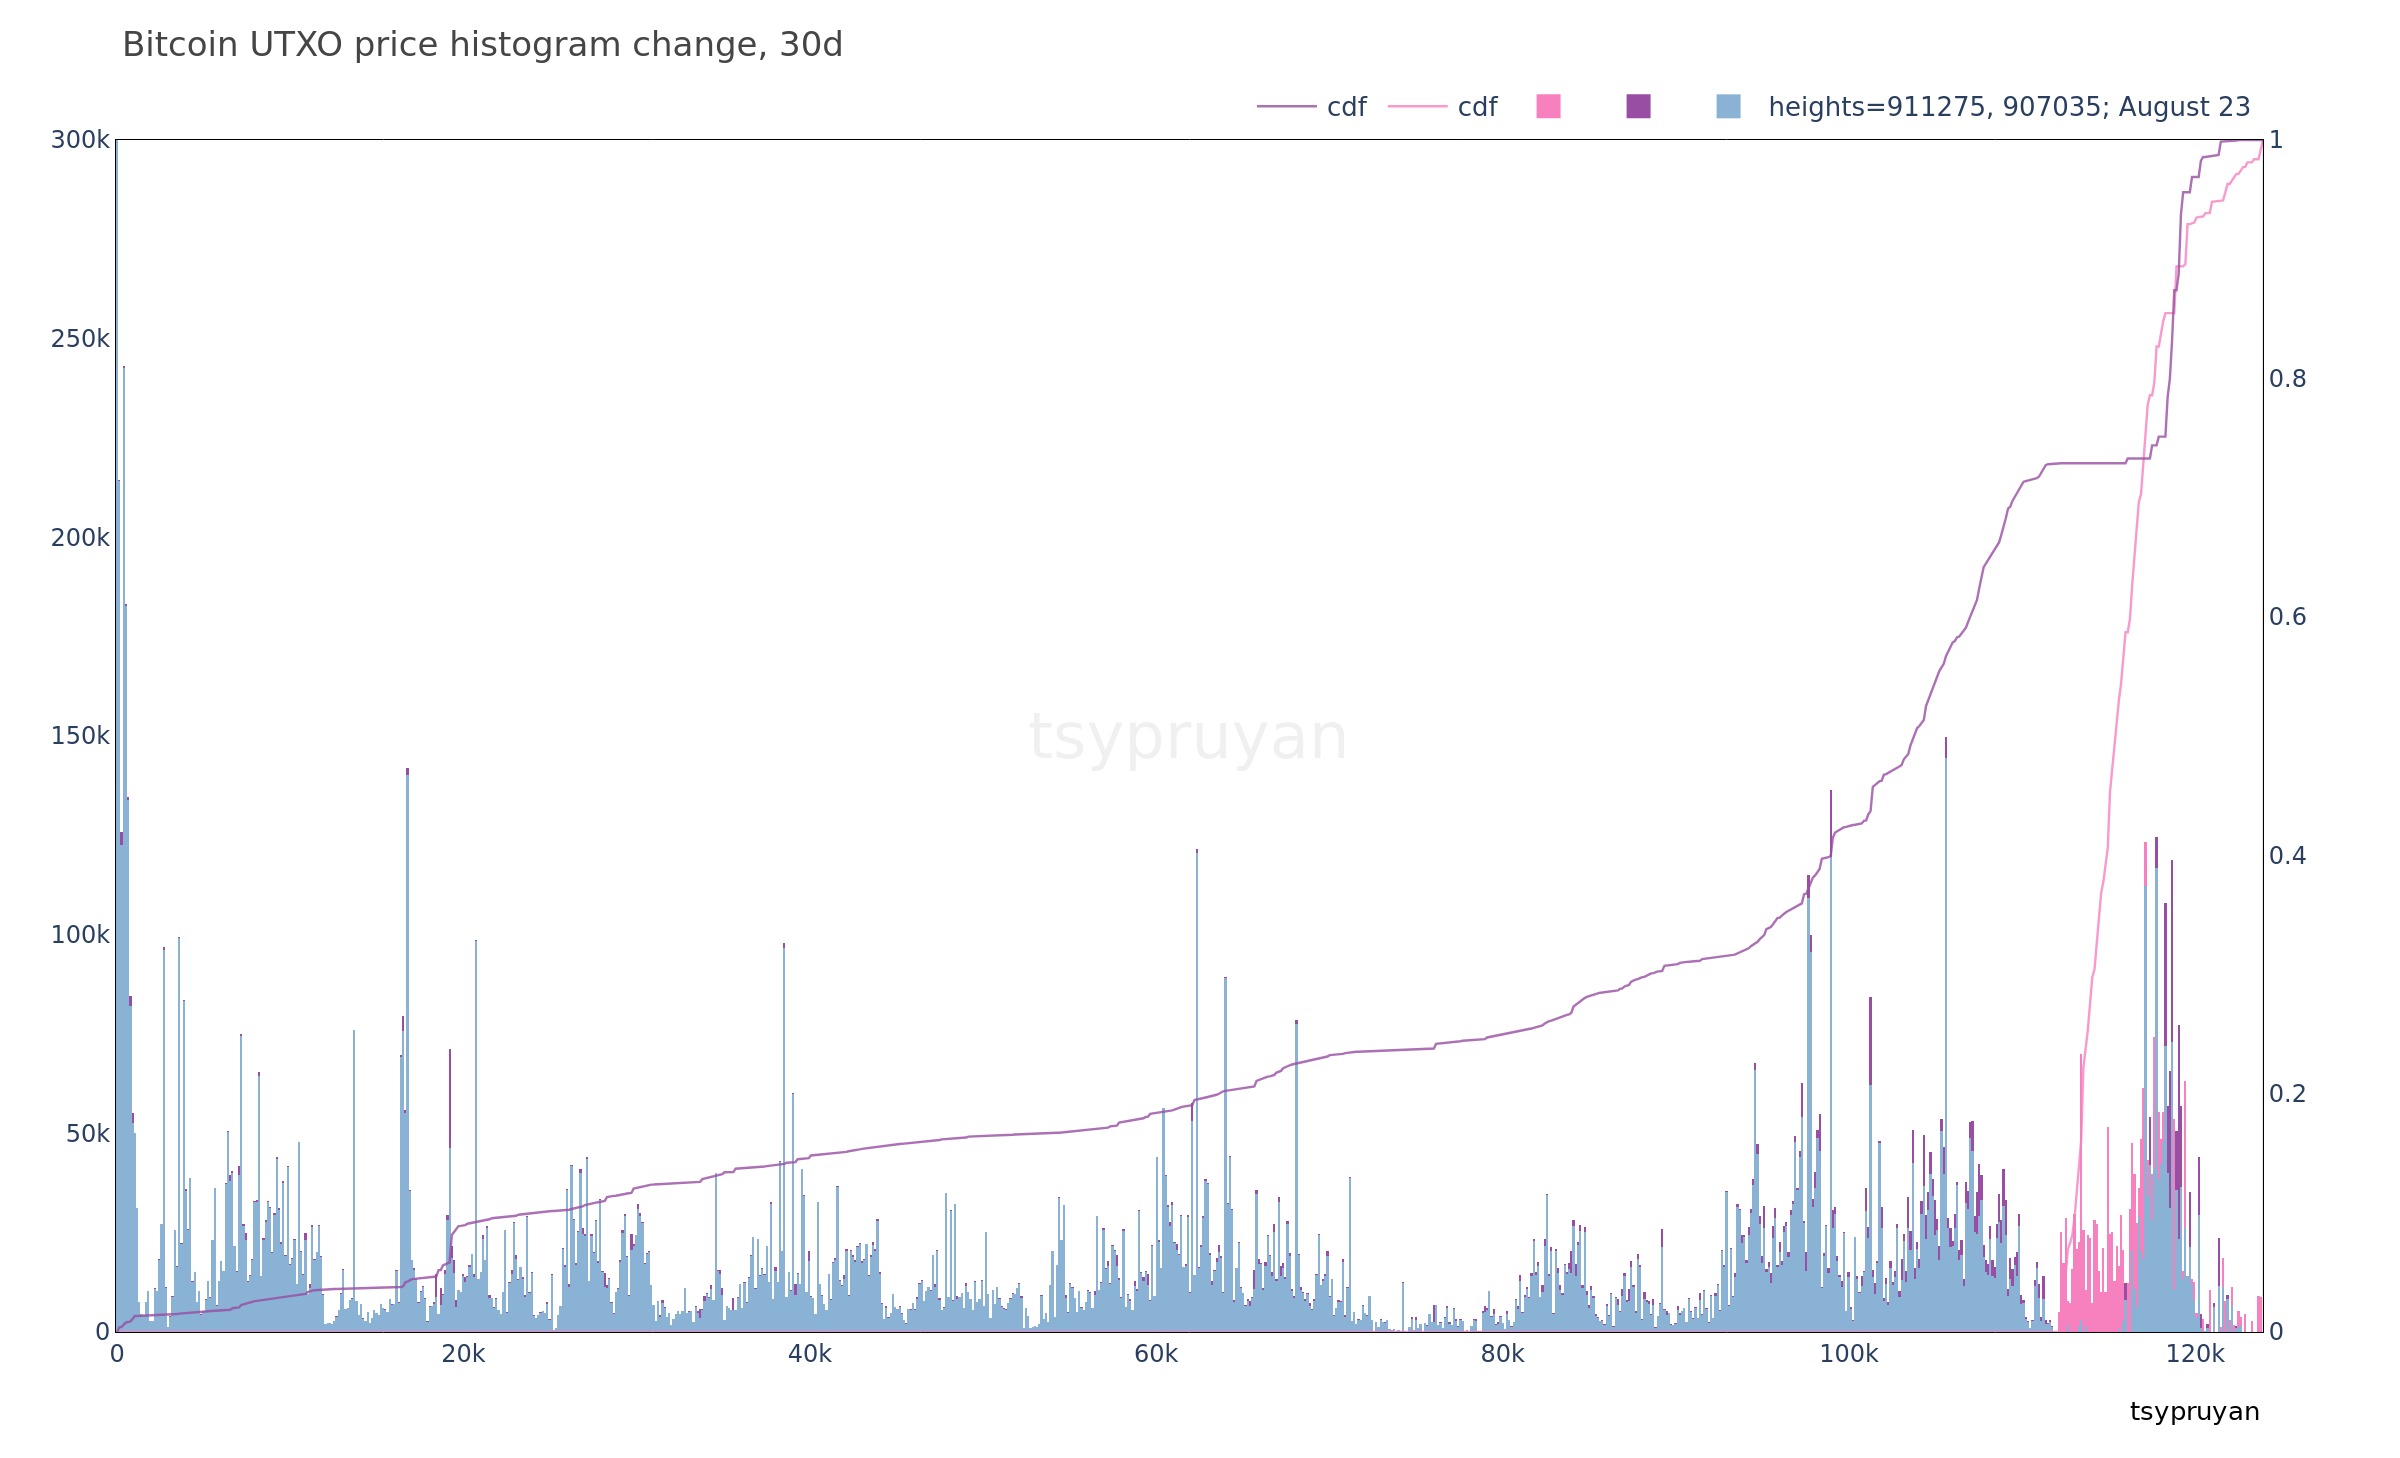 Bitcoin UTXO price histogram change, 30d
cdf cdf heights=911275, 907035; August 23
300k 1
250k
0.8
200k
0.6
150k
tsypruyan
0.4
100k
0.2
50k
0 0
0 20k 40k 60k 80k 100k 120k
tsypruyan